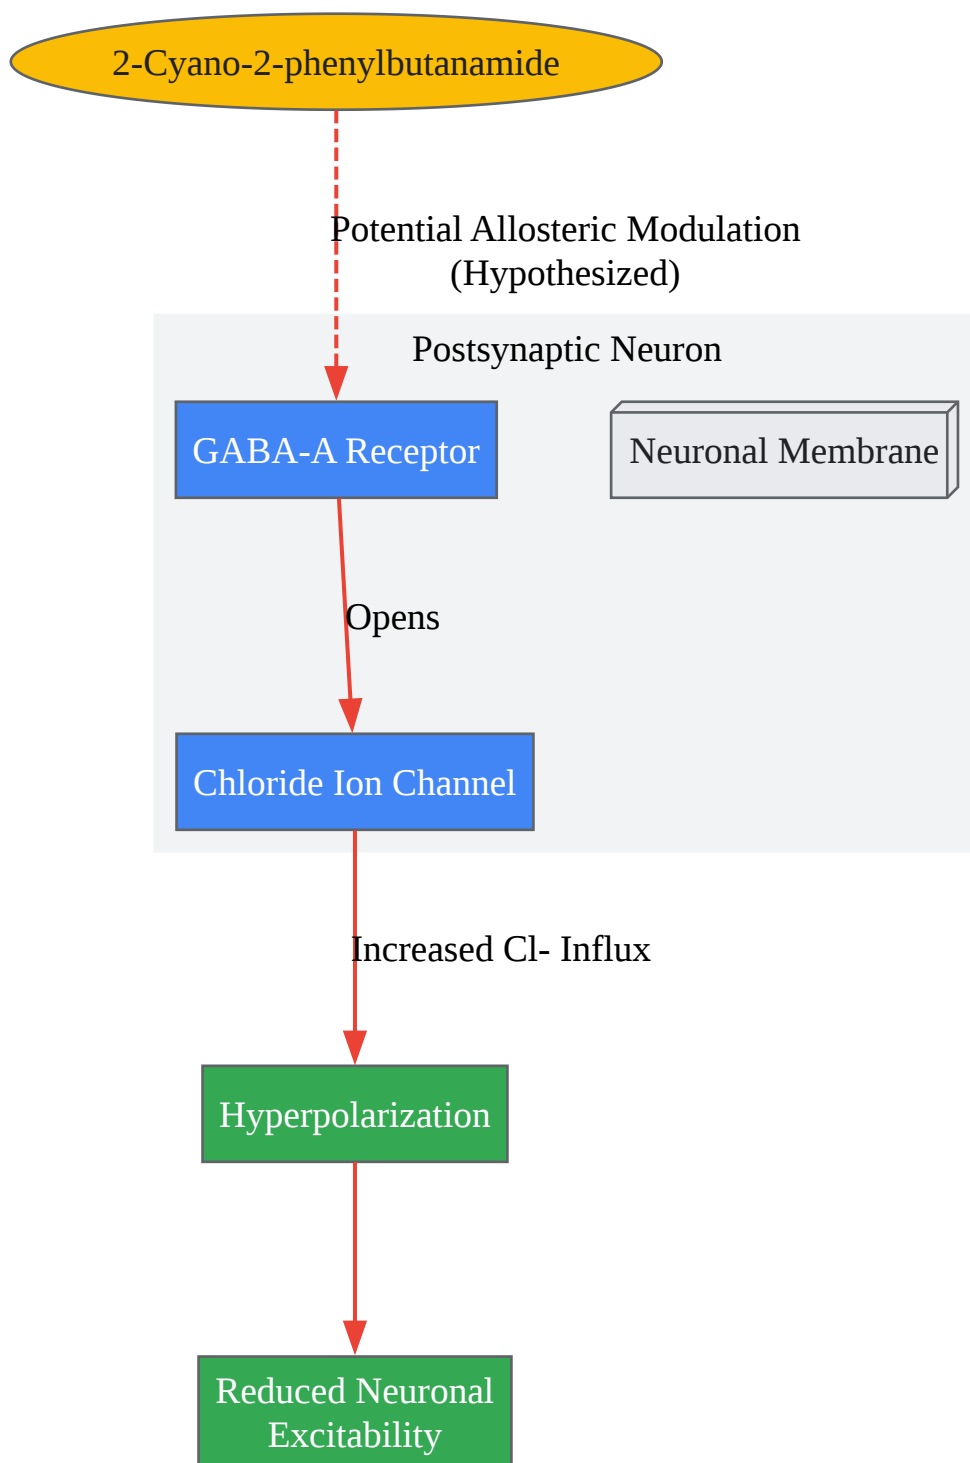 2-Cyano-2-phenylbutanamide
Potential Allosteric Modulation
(Hypothesized)
Postsynaptic Neuron
GABA-A Receptor
Neuronal Membrane
Opens
Chloride Ion Channel
Increased Cl- Influx
Hyperpolarization
Reduced Neuronal
Excitability